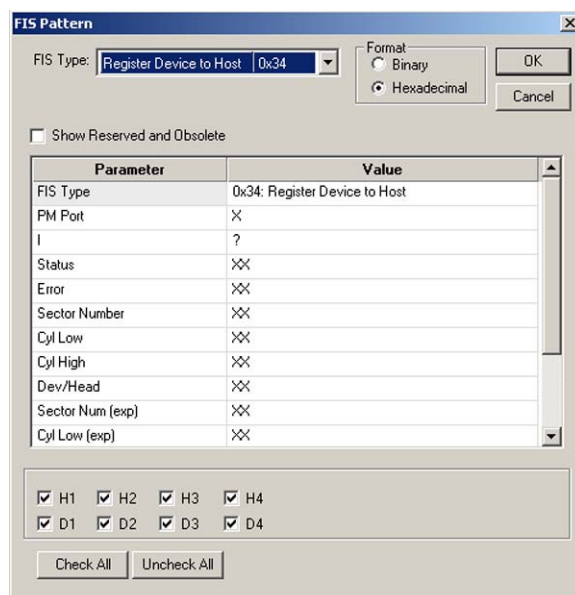 FIS Pattern
FIS Type: Register Device to Host 0x34
Format
Binary
Hexadecimal
OK
Cancel
Show Reserved and Obsolete
Parameter Value
FIS Type 0x34: Register Device to Host
PM Port X
I ?
Status XX
Error XX
Sector Number XX
Cyl Low XX
Cyl High XX
Dev/Head XX
Sector Num (exp) XX
Cyl Low (exp) XX
H1 H2 H3 H4
D1 D2 D3 D4
Check All Uncheck All